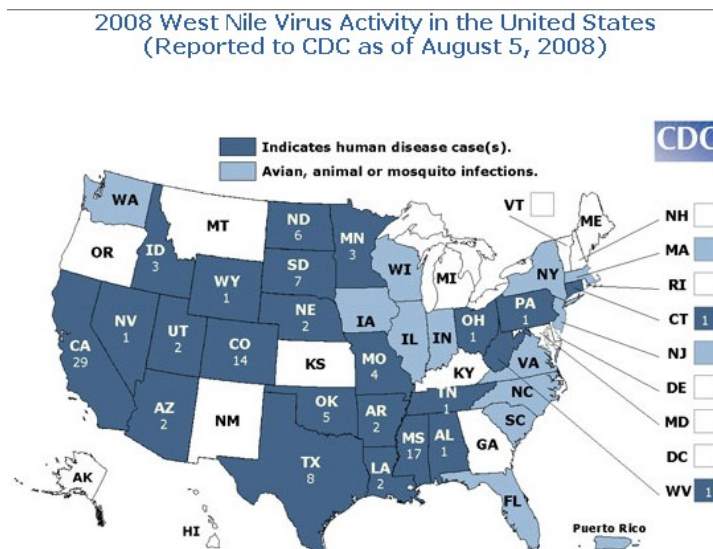 2008 West Nile Virus Activity in the United States
(Reported to CDC as of August 5, 2008)
Indicates human disease case(s).
Avian, animal or mosquito infections.
CDC
WA
MT
ND
6
MN
3
VT
ME
NH
OR
ID
3
SD
7
WI
MI
NY
MA
WY
1
RI
NE
2
IA
PA
1
CT 1
NV
1
UT
2
CO
14
IL
IN
OH
1
NJ
CA
29
KS
MO
4
KY
VA
DE
AZ
2
NM
OK
5
AR
2
TN
1
NC
MD
SC
MS
17
AL
1
GA
DC
TX
8
LA
2
AK
FL
WV 1
HI
Puerto Rico